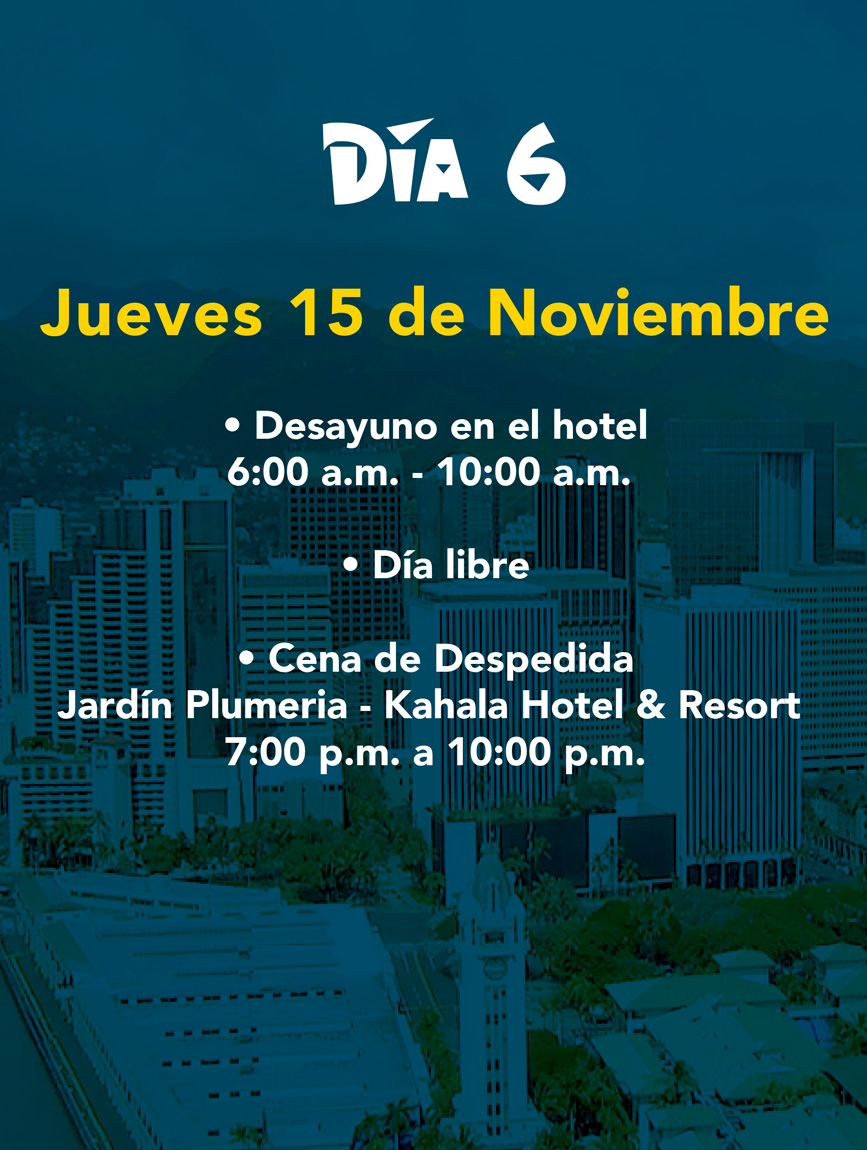 DÍA 6
Jueves 15 de Noviembre
• Desayuno en el hotel
6:00 a.m. - 10:00 a.m.
• Día libre
• Cena de Despedida
Jardín Plumeria - Kahala Hotel & Resort
7:00 p.m. a 10:00 p.m.